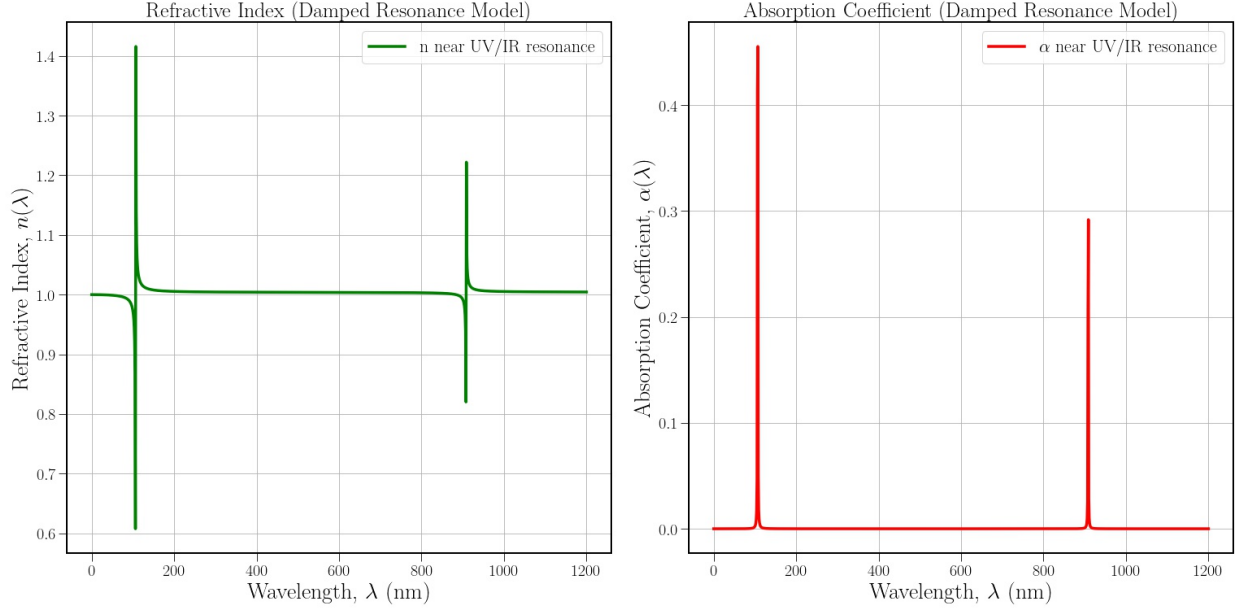 Refractive Index (Damped Resonance Model)
n near UV/IR resonance
1.4
1.3
1.2
1.1
1.0
0.9
0.8
0.7
0.6
Refractive Index, n(λ)
0 200 400 600 800 1000 1200
Wavelength, λ (nm)
Absorption Coefficient (Damped Resonance Model)
α near UV/IR resonance
0.4
0.3
0.2
0.1
0.0
Absorption Coefficient, α(λ)
0 200 400 600 800 1000 1200
Wavelength, λ (nm)